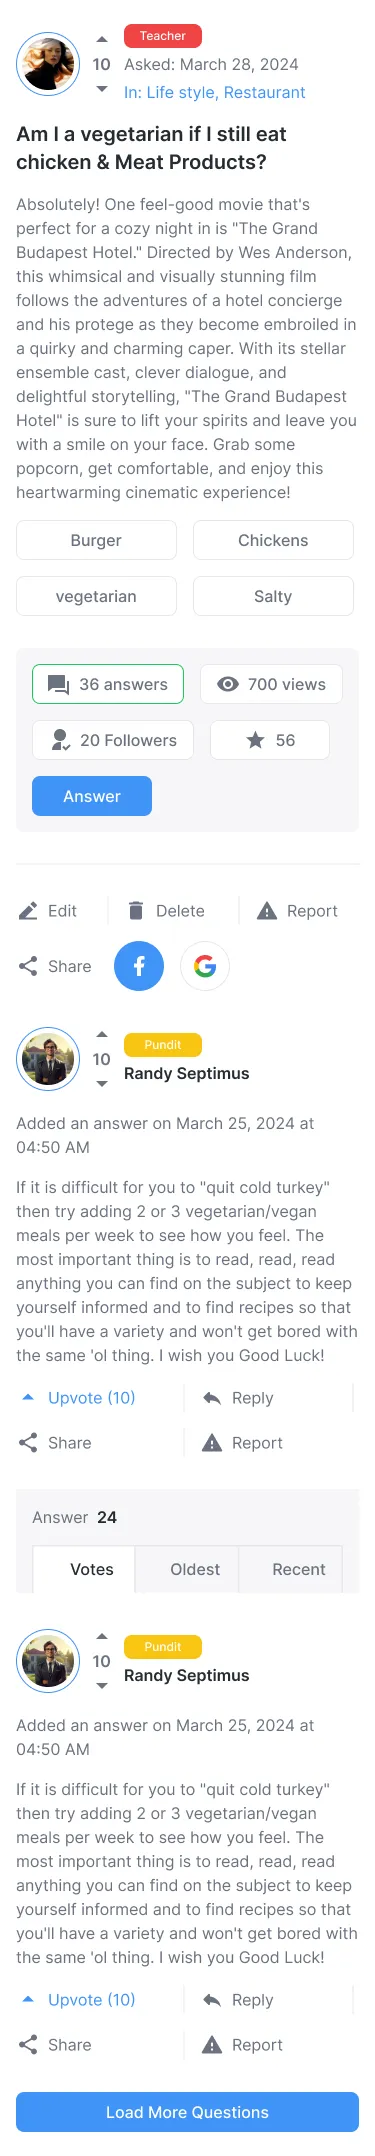 Teacher
10
Asked: March 28, 2024
In: Life style, Restaurant
Am I a vegetarian if I still eat
chicken & Meat Products?
Absolutely! One feel-good movie that's
perfect for a cozy night in is "The Grand
Budapest Hotel." Directed by Wes Anderson,
this whimsical and visually stunning film
follows the adventures of a hotel concierge
and his protege as they become embroiled in
a quirky and charming caper. With its stellar
ensemble cast, clever dialogue, and
delightful storytelling, "The Grand Budapest
Hotel" is sure to lift your spirits and leave you
with a smile on your face. Grab some
popcorn, get comfortable, and enjoy this
heartwarming cinematic experience!
Burger
Chickens
vegetarian
Salty
36 answers
700 views
20 Followers
56
Answer
Edit
Delete
Report
Share
Pundit
10
Randy Septimus
Added an answer on March 25, 2024 at
04:50 AM
If it is difficult for you to "quit cold turkey"
then try adding 2 or 3 vegetarian/vegan
meals per week to see how you feel. The
most important thing is to read, read, read
anything you can find on the subject to keep
yourself informed and to find recipes so that
you'll have a variety and won't get bored with
the same 'ol thing. I wish you Good Luck!
Upvote (10)
Reply
Share
Report
Answer 24
Votes
Oldest
Recent
Pundit
10
Randy Septimus
Added an answer on March 25, 2024 at
04:50 AM
If it is difficult for you to "quit cold turkey"
then try adding 2 or 3 vegetarian/vegan
meals per week to see how you feel. The
most important thing is to read, read, read
anything you can find on the subject to keep
yourself informed and to find recipes so that
you'll have a variety and won't get bored with
the same 'ol thing. I wish you Good Luck!
Upvote (10)
Reply
Share
Report
Load More Questions